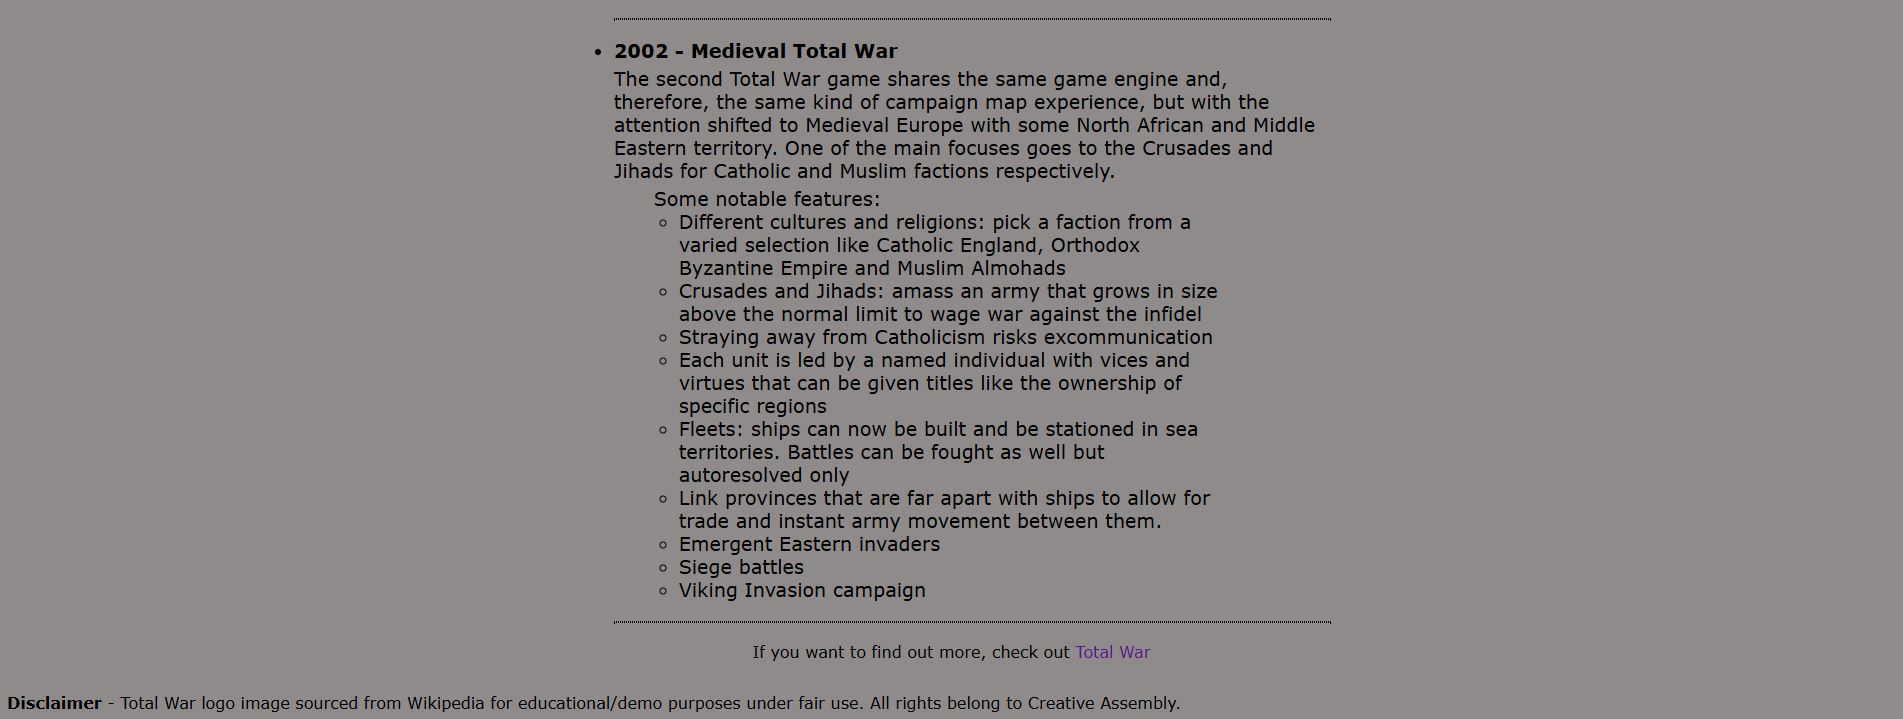 2002 - Medieval Total War
The second Total War game shares the same game engine and,
therefore, the same kind of campaign map experience, but with the
attention shifted to Medieval Europe with some North African and Middle
Eastern territory. One of the main focuses goes to the Crusades and
Jihads for Catholic and Muslim factions respectively.
Some notable features:
Different cultures and religions: pick a faction from a
varied selection like Catholic England, Orthodox
Byzantine Empire and Muslim Almohads
Crusades and Jihads: amass an army that grows in size
above the normal limit to wage war against the infidel
Straying away from Catholicism risks excommunication
Each unit is led by a named individual with vices and
virtues that can be given titles like the ownership of
specific regions
Fleets: ships can now be built and be stationed in sea
territories. Battles can be fought as well but
autoresolved only
Link provinces that are far apart with ships to allow for
trade and instant army movement between them.
Emergent Eastern invaders
Siege battles
Viking Invasion campaign
If you want to find out more, check out Total War
Disclaimer - Total War logo image sourced from Wikipedia for educational/demo purposes under fair use. All rights belong to Creative Assembly.